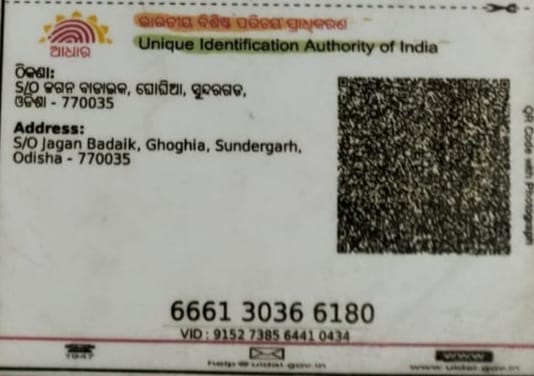 ଭାରତୀୟ ବିଶିଷ୍ଟ ପରିଚୟ ପ୍ରାଧିକରଣ
Unique Identification Authority of India
ଆଧାର
ଠିକଣା:
S/O ଜଗନ ବାଡାଇକ, ଘୋଘିଆ, ସୁନ୍ଦରଗଡ,
ଓଡିଶା - 770035
Address:
S/O Jagan Badaik, Ghoghia, Sundergarh,
Odisha - 770035
QR Code with Photograph
6661 3036 6180
VID : 9152 7385 6441 0434
1947
help@uidai.gov.in
www
www.uidai.gov.in